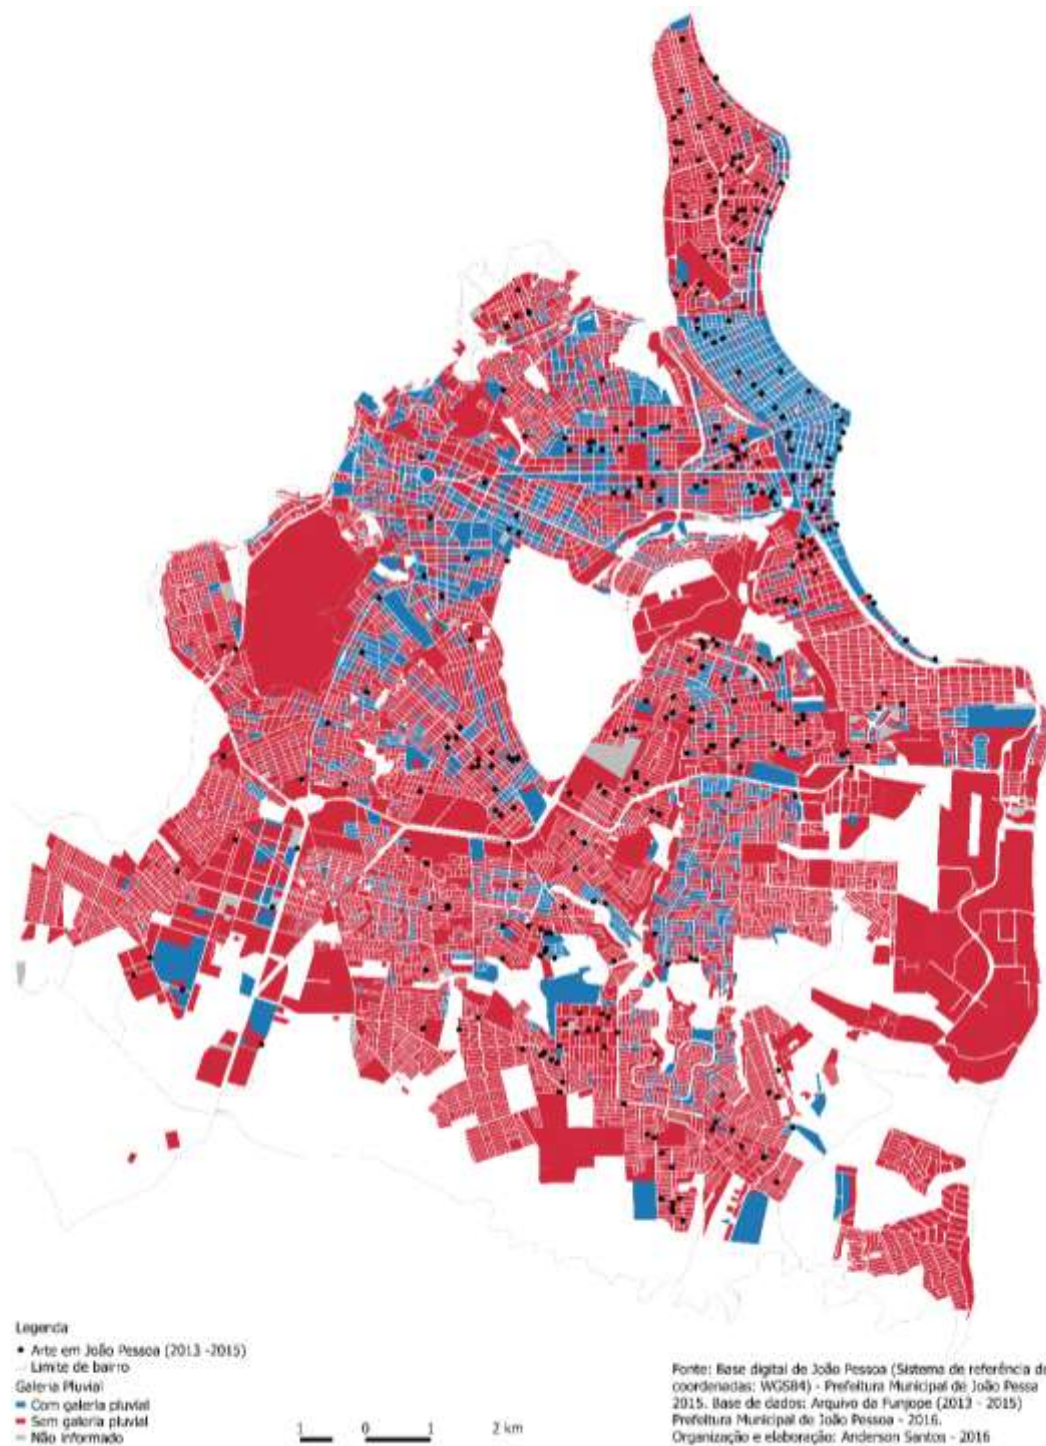 Legenda
Arte em João Pessoa (2013 -2015)
Limite de bairro
Galeria Pluvial
Com galeria pluvial
Sem galeria pluvial
Não informado
1 0 1 2 km
Fonte: Base digital de João Pessoa (Sistema de referência de
coordenadas: WGS84) - Prefeitura Municipal de João Pessa
2015. Base de dados: Arquivo da Funjope (2013 - 2015)
Prefeitura Municipal de João Pessoa - 2016.
Organização e elaboração: Anderson Santos - 2016